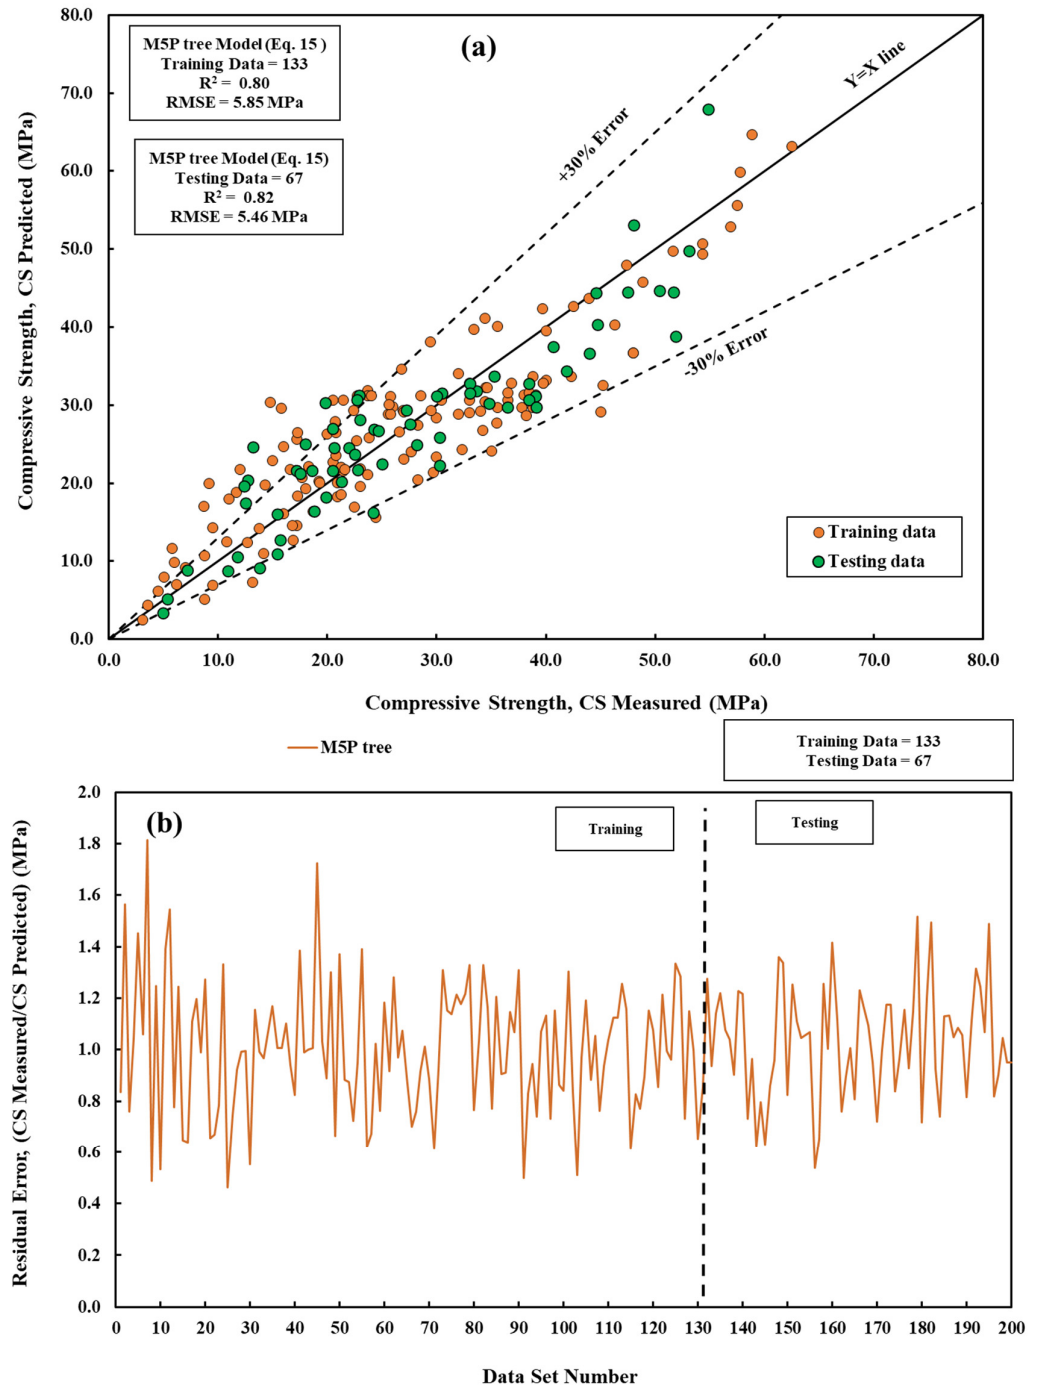 80.0
70.0
60.0
50.0
40.0
30.0
20.0
10.0
0.0
Compressive Strength, CS Predicted (MPa)
M5P tree Model (Eq. 15 )
Training Data = 133
R² = 0.80
RMSE = 5.85 MPa
M5P tree Model (Eq. 15)
Testing Data = 67
R² = 0.82
RMSE = 5.46 MPa
(a)
+30% Error
Y=X line
-30% Error
Training data
Testing data
0.0 10.0 20.0 30.0 40.0 50.0 60.0 70.0 80.0
Compressive Strength, CS Measured (MPa)
M5P tree
Training Data = 133
Testing Data = 67
2.0
1.8
1.6
1.4
1.2
1.0
0.8
0.6
0.4
0.2
0.0
Residual Error, (CS Measured/CS Predicted) (MPa)
(b)
Training
Testing
0 10 20 30 40 50 60 70 80 90 100 110 120 130 140 150 160 170 180 190 200
Data Set Number